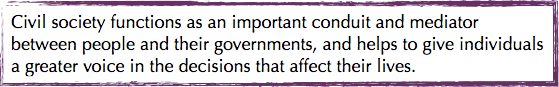 Civil society functions as an important conduit and mediator
between people and their governments, and helps to give individuals
a greater voice in the decisions that affect their lives.